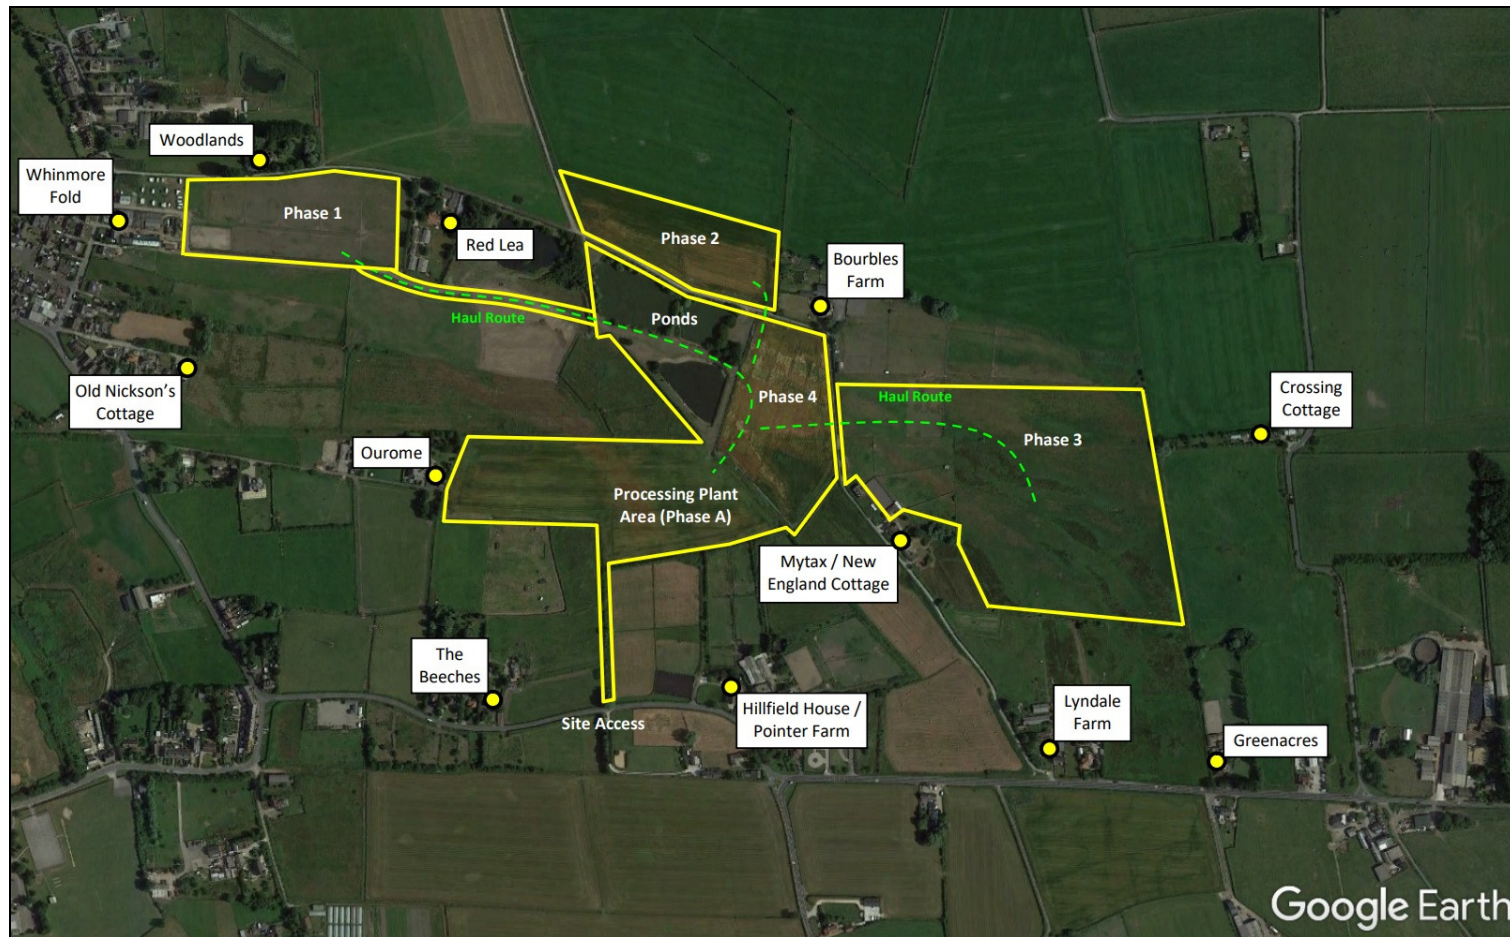 Woodlands
Whinmore
Fold
Phase 1
Red Lea
Phase 2
Bourbles
Farm
Haul Route
Ponds
Old Nickson's
Cottage
Phase 4
Haul Route
Phase 3
Crossing
Cottage
Ourome
Processing Plant
Area (Phase A)
Mytax / New
England Cottage
The
Beeches
Site Access
Hillfield House /
Pointer Farm
Lyndale
Farm
Greenacres
Google Earth